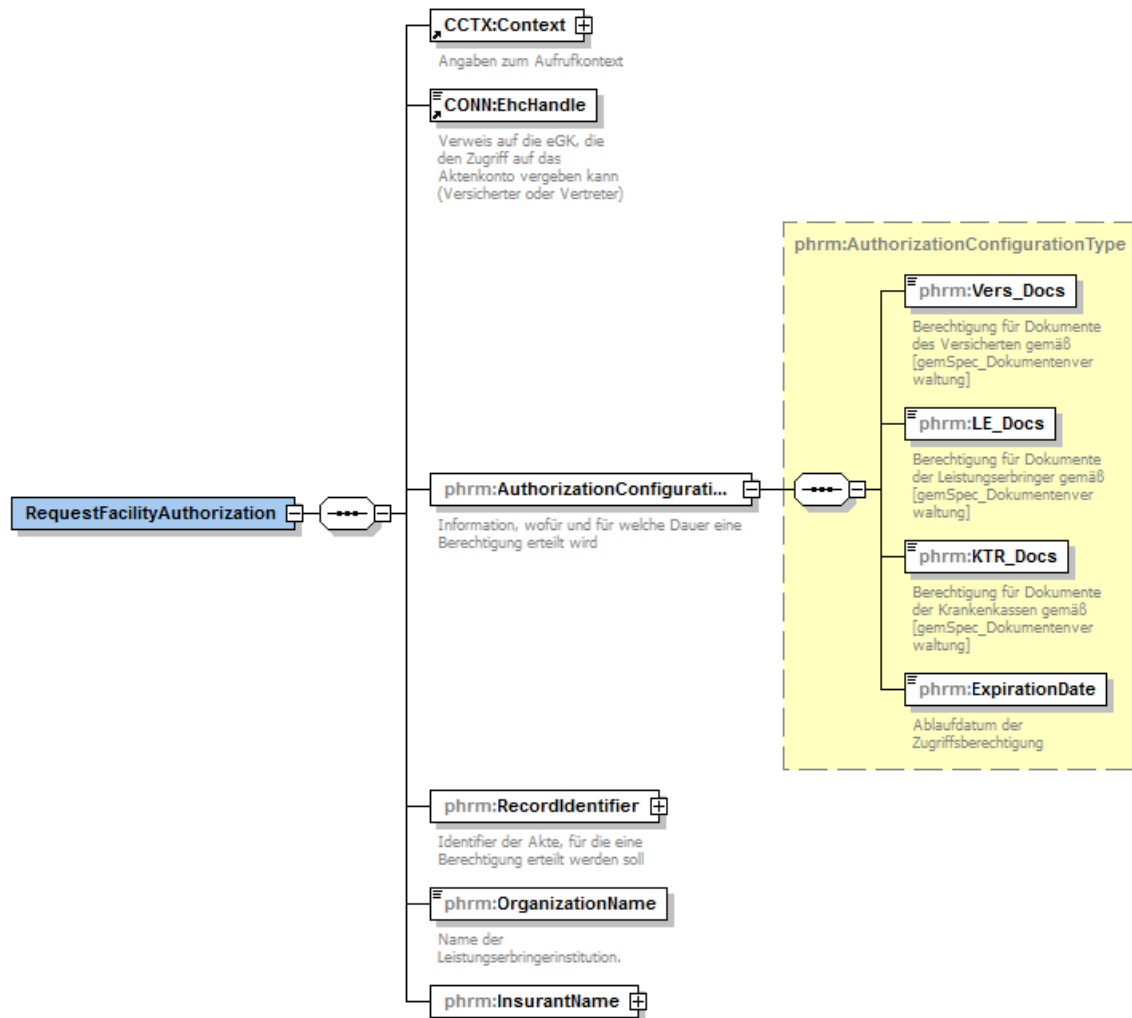 CCTX:Context
Angaben zum Aufrufkontext
CONN:EhcHandle
Verweis auf die eGK, die
den Zugriff auf das
Aktenkonto vergeben kann
(Versicherter oder Vertreter)
phrm:AuthorizationConfigurationType
phrm:Vers_Docs
Berechtigung für Dokumente
des Versicherten gemäß
[gemSpec_Dokumentenver
waltung]
phrm:LE_Docs
Berechtigung für Dokumente
der Leistungserbringer gemäß
[gemSpec_Dokumentenver
waltung]
RequestFacilityAuthorization
phrm:AuthorizationConfigurati...
Information, wofür und für welche Dauer eine
Berechtigung erteilt wird
phrm:KTR_Docs
Berechtigung für Dokumente
der Krankenkassen gemäß
[gemSpec_Dokumentenver
waltung]
phrm:ExpirationDate
Ablaufdatum der
Zugriffsberechtigung
phrm:RecordIdentifier
Identifier der Akte, für die eine
Berechtigung erteilt werden soll
phrm:OrganizationName
Name der
Leistungserbringerinstitution.
phrm:InsurantName